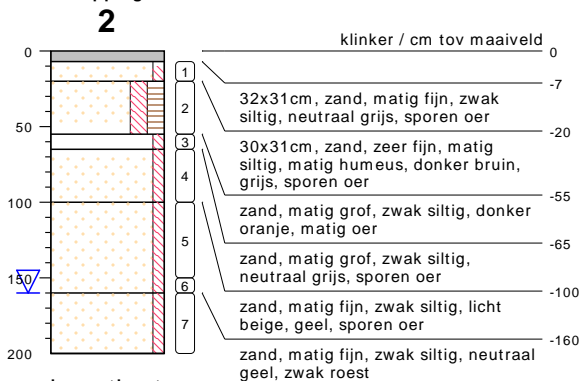 2
klinker / cm tov maaiveld
0
0
-7
1
32x31cm, zand, matig fijn, zwak
siltig, neutraal grijs, sporen oer
-20
2
50
30x31cm, zand, zeer fijn, matig
siltig, matig humeus, donker bruin,
grijs, sporen oer
-55
3
zand, matig grof, zwak siltig, donker
oranje, matig oer
-65
4
zand, matig grof, zwak siltig,
neutraal grijs, sporen oer
-100
100
5
zand, matig fijn, zwak siltig, licht
beige, geel, sporen oer
-160
150
6
7
zand, matig fijn, zwak siltig, neutraal
geel, zwak roest
200